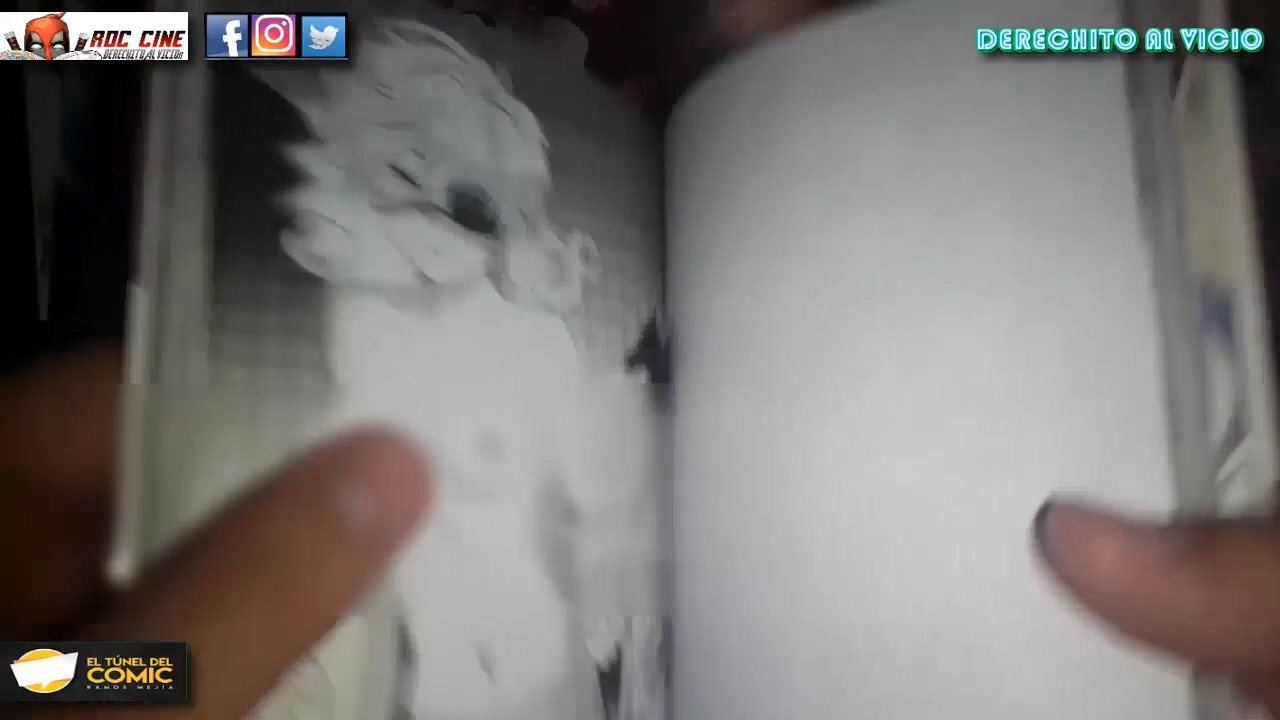 ROC CINE
DERECHITO AL VICIO!!
DERECHITO AL VICIO
EL TÚNEL DEL
COMIC
RAMOS MEJÍA